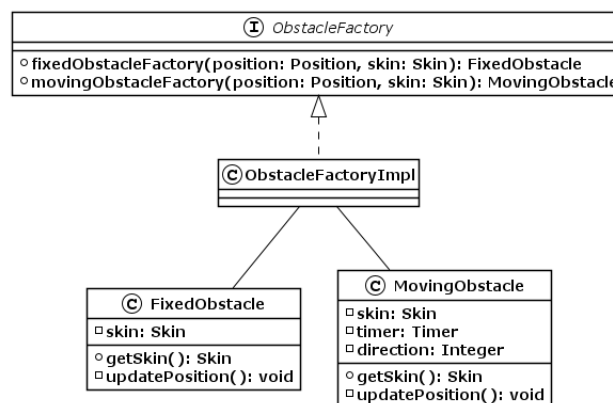 I ObstacleFactory
fixedObstacleFactory(position: Position, skin: Skin): FixedObstacle
movingObstacleFactory(position: Position, skin: Skin): MovingObstacle
C ObstacleFactoryImpl
C FixedObstacle
skin: Skin
getSkin(): Skin
updatePosition(): void
C MovingObstacle
skin: Skin
timer: Timer
direction: Integer
getSkin(): Skin
updatePosition(): void